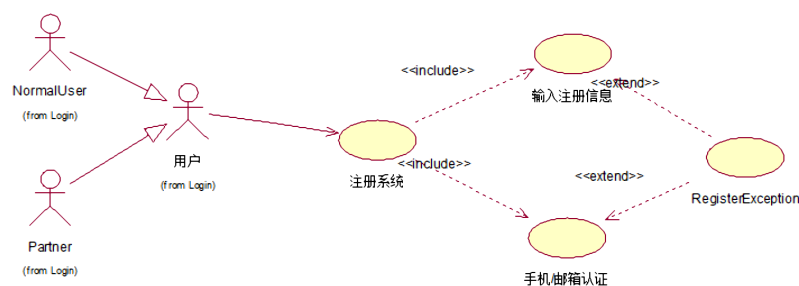 NormalUser
(from Login)
用户
(from Login)
Partner
(from Login)
注册系统
<<include>>
<<include>>
输入注册信息
<<extend>>
<<extend>>
RegisterException
手机/邮箱认证